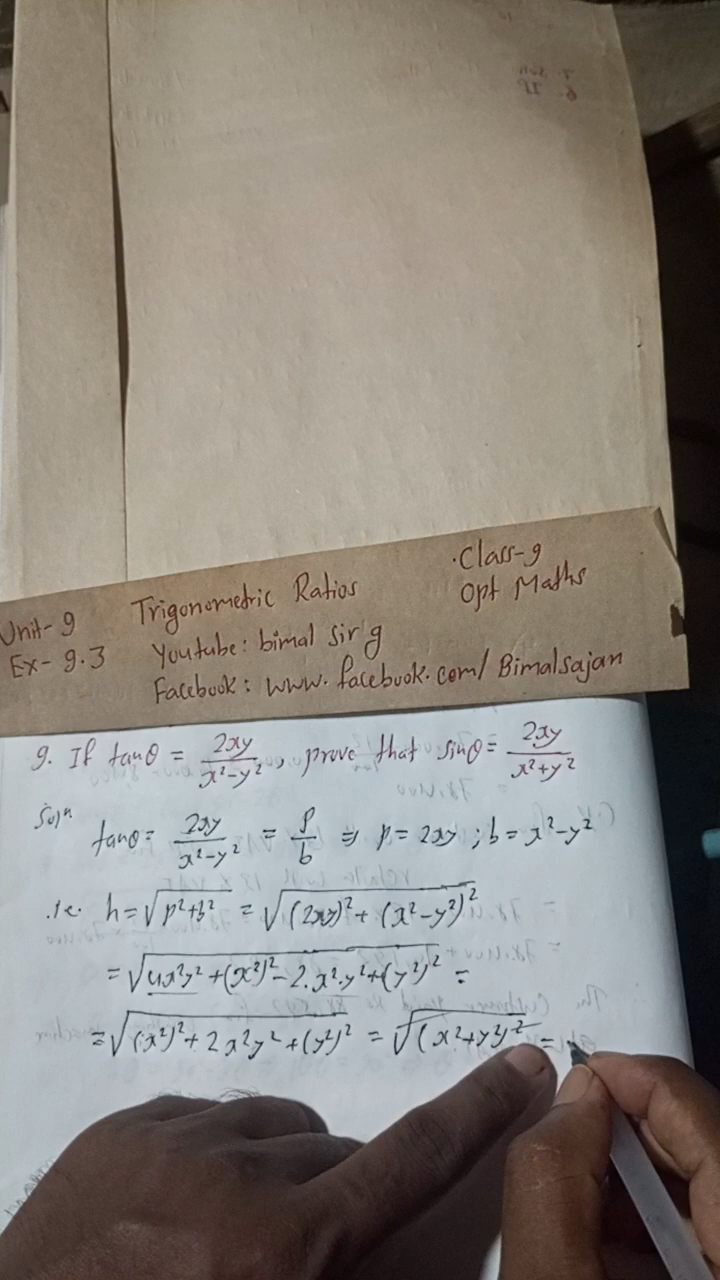 Unit-9 Trigonometric Ratios Class-9
Ex-9.3 Youtube: bimal sir g Opt Maths
Facebook: www.facebook.com/Bimalsajan
9. If tanθ = 2xy/x²-y², prove that sinθ = 2xy/x²+y²
Solⁿ
tanθ = 2xy/x²-y² = p/b ⇒ p = 2xy ; b = x²-y²
.i.e. h = √p²+b² = √(2xy)² + (x²-y²)²
= √4x²y² + (x²)² - 2.x².y² + (y²)² =
= √(x²)² + 2x²y² + (y²)² = √(x²+y²)² =